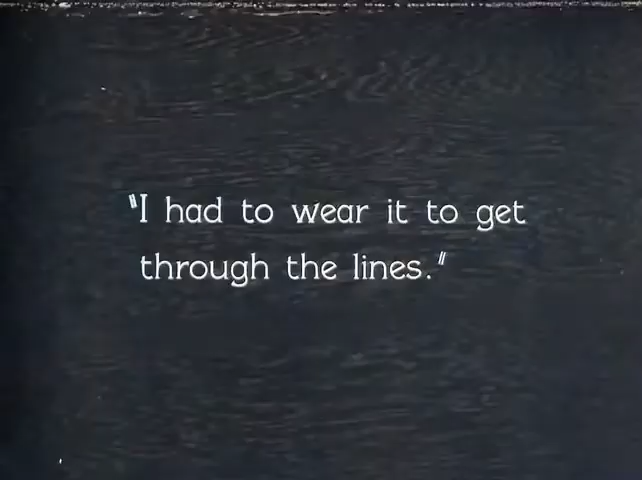 "I had to wear it to get
through the lines."